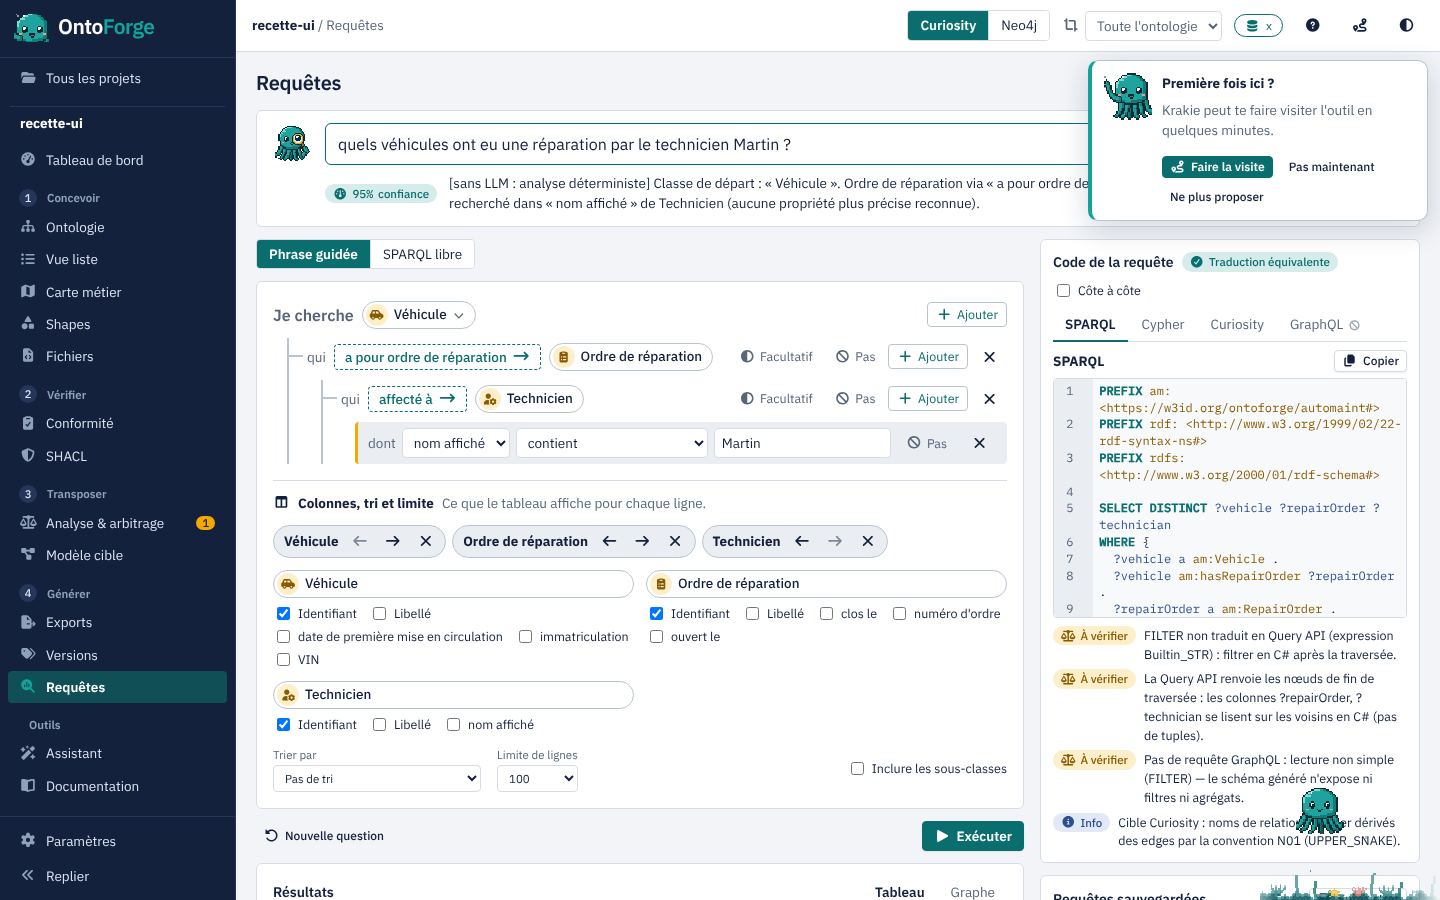 OntoForge
Tous les projets
recette-ui
Tableau de bord
1 Concevoir
Ontologie
Vue liste
Carte métier
Shapes
Fichiers
2 Vérifier
Conformité
SHACL
3 Transposer
Analyse & arbitrage 1
Modèle cible
4 Générer
Exports
Versions
Requêtes
Outils
Assistant
Documentation
Paramètres
Replier
recette-ui / Requêtes
Curiosity Neo4j Toute l'ontologie x
Requêtes
Première fois ici ?
Krakie peut te faire visiter l'outil en
quelques minutes.
Faire la visite Pas maintenant
Ne plus proposer
quels véhicules ont eu une réparation par le technicien Martin ?
95% confiance
[sans LLM : analyse déterministe] Classe de départ : « Véhicule ». Ordre de réparation via « a pour ordre de
recherché dans « nom affiché » de Technicien (aucune propriété plus précise reconnue).
Phrase guidée SPARQL libre
Je cherche Véhicule Ajouter
qui a pour ordre de réparation → Ordre de réparation Facultatif Pas Ajouter
qui affecté à → Technicien Facultatif Pas Ajouter
dont nom affiché contient Martin Pas
Colonnes, tri et limite Ce que le tableau affiche pour chaque ligne.
Véhicule ← → Ordre de réparation ← → Technicien ← →
Véhicule
Identifiant Libellé
date de première mise en circulation immatriculation
VIN
Ordre de réparation
Identifiant Libellé clos le numéro d'ordre
ouvert le
Technicien
Identifiant Libellé nom affiché
Trier par Limite de lignes
Pas de tri 100 Inclure les sous-classes
Nouvelle question Exécuter
Résultats Tableau Graphe
Code de la requête Traduction équivalente
Côte à côte
SPARQL Cypher Curiosity GraphQL
SPARQL Copier
1 PREFIX am:
<https://w3id.org/ontoforge/automaint#>
2 PREFIX rdf: <http://www.w3.org/1999/02/22-
rdf-syntax-ns#>
3 PREFIX rdfs:
<http://www.w3.org/2000/01/rdf-schema#>
4
5 SELECT DISTINCT ?vehicle ?repairOrder ?
technician
6 WHERE {
7 ?vehicle a am:Vehicle .
8 ?vehicle am:hasRepairOrder ?repairOrder
.
9 ?repairOrder a am:RepairOrder .
À vérifier FILTER non traduit en Query API (expression
Builtin_STR) : filtrer en C# après la traversée.
À vérifier La Query API renvoie les nœuds de fin de
traversée : les colonnes ?repairOrder, ?
technician se lisent sur les voisins en C# (pas
de tuples).
À vérifier Pas de requête GraphQL : lecture non simple
(FILTER) — le schéma généré n'expose ni
filtres ni agrégats.
Info Cible Curiosity : noms de dérivés
des edges par la convention N01 (UPPER_SNAKE).
Requêtes sauvegardées